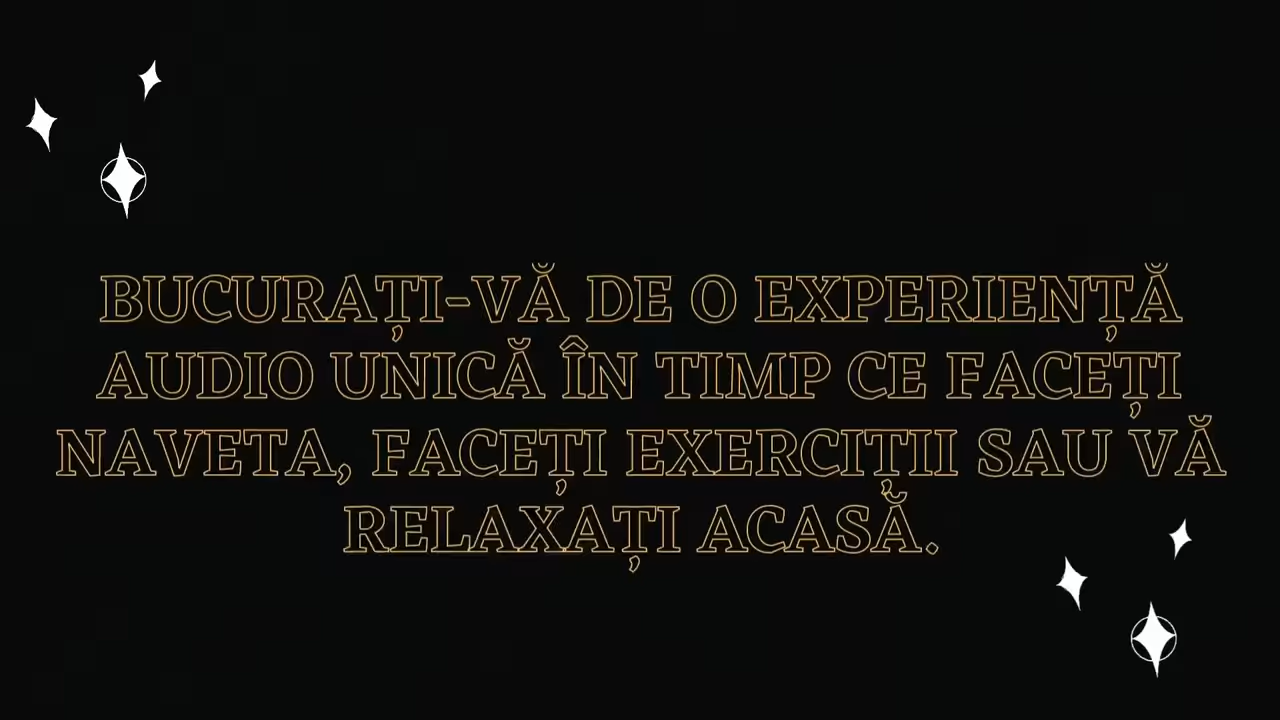 BUCURAȚI-VĂ DE O EXPERIENȚĂ
AUDIO UNICĂ ÎN TIMP CE FACEȚI
NAVETA, FACEȚI EXERCIȚII SAU VĂ
RELAXAȚI ACASĂ.